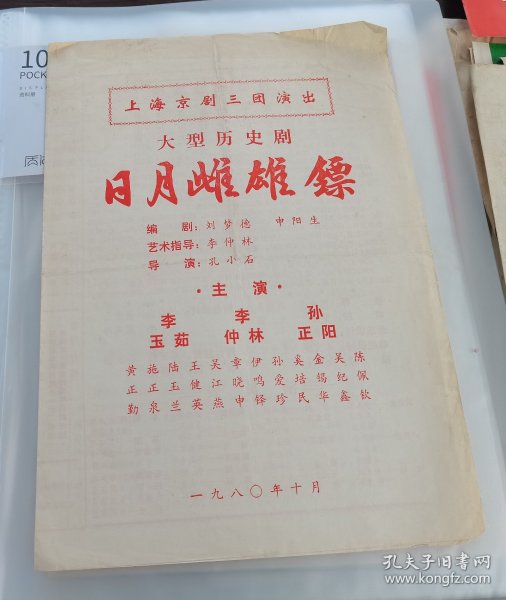 上海京剧三团演出
大型历史剧
日月雌雄镖
编　剧：刘梦德　申阳生
艺术指导：李仲林
导　演：孔小石
·主演·
李　李　孙
玉茹　仲林　正阳
黄 施 陆 王 吴 章 伊 孙 奚 金 吴 陈
正 正 玉 健 江 晓 鸣 爱 培 锡 纪 佩
勤 泉 兰 英 燕 申 铎 珍 民 华 鑫 钦
一九八〇年十月
10
POCK
资料册
孔夫子旧书网
www.kongfz.com